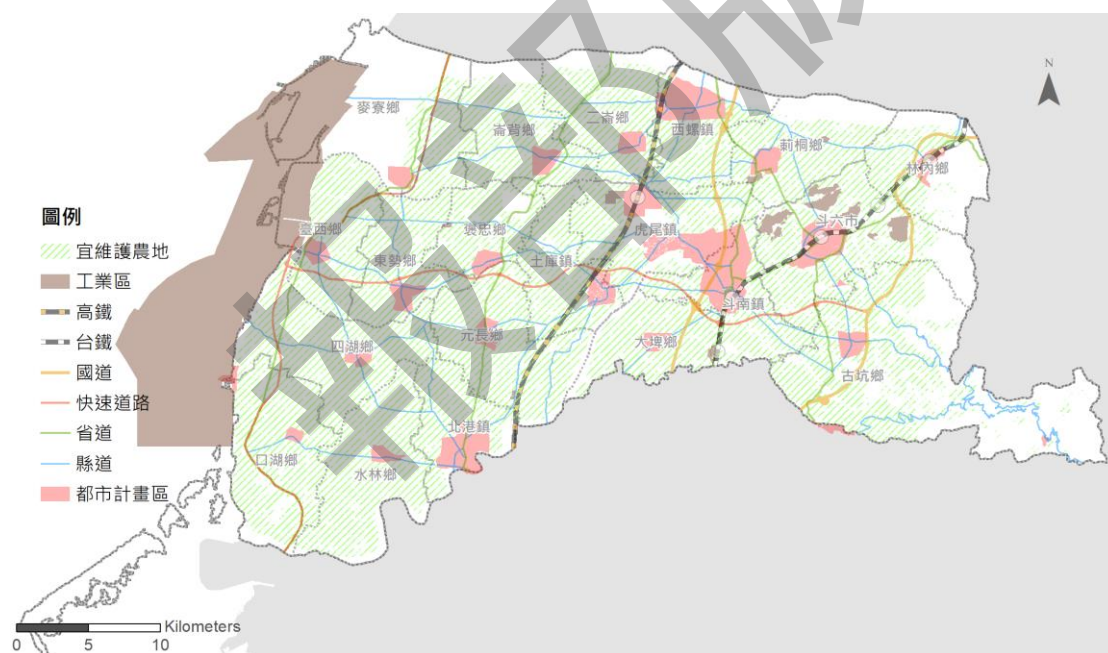 N
麥寮鄉
崙背鄉
二崙鄉
西螺鎮
莿桐鄉
林內鄉
臺西鄉
東勢鄉
褒忠鄉
土庫鎮
虎尾鎮
斗六市
斗南鎮
四湖鄉
元長鄉
大埤鄉
古坑鄉
北港鎮
口湖鄉
水林鄉
圖例
宜維護農地
工業區
高鐵
台鐵
國道
快速道路
省道
縣道
都市計畫區
Kilometers
0 5 10